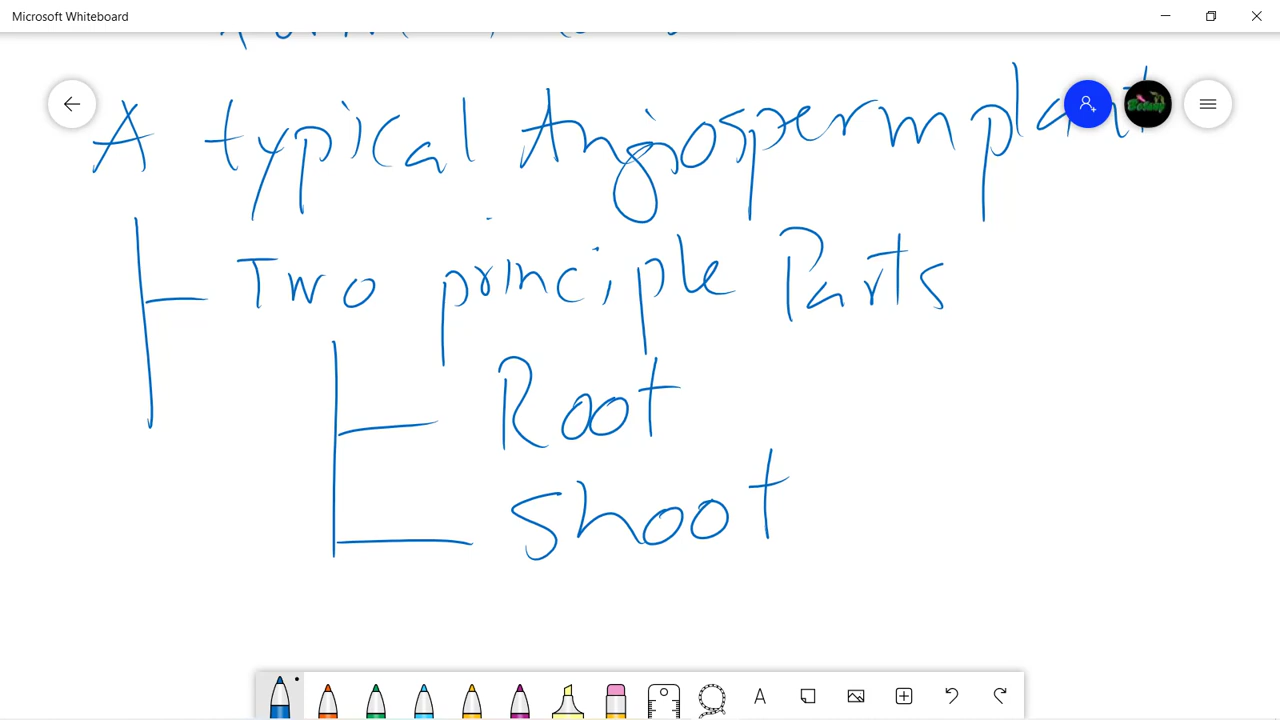 Microsoft Whiteboard
A typical Angiosperm plant
Two principle Parts
Root
shoot